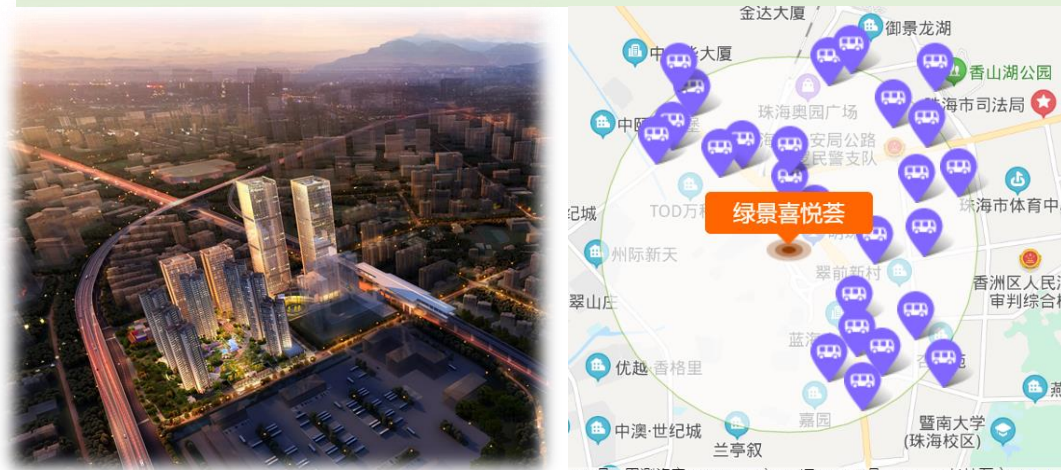 金达大厦
御景龙湖
大厦
香山湖公园
海市司法局
珠海奥园广场
安局公路
民警支队
TOD万
海市体育中
纪城
绿景喜悦荟
州际新天
翠前新村
香洲区人民
审判综合
翠山庄
优越·香格里
嘉园
中澳·世纪城
兰亭叙
暨南大学
(珠海校区)